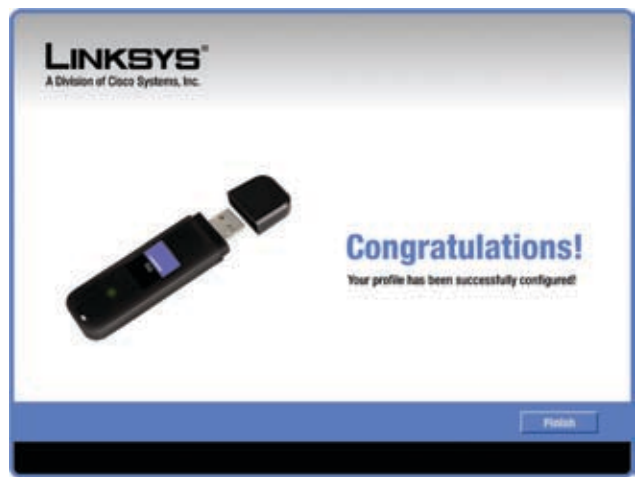 LINKSYS®
A Division of Cisco Systems, Inc.
Congratulations!
Your profile has been successfully configured!
Finish